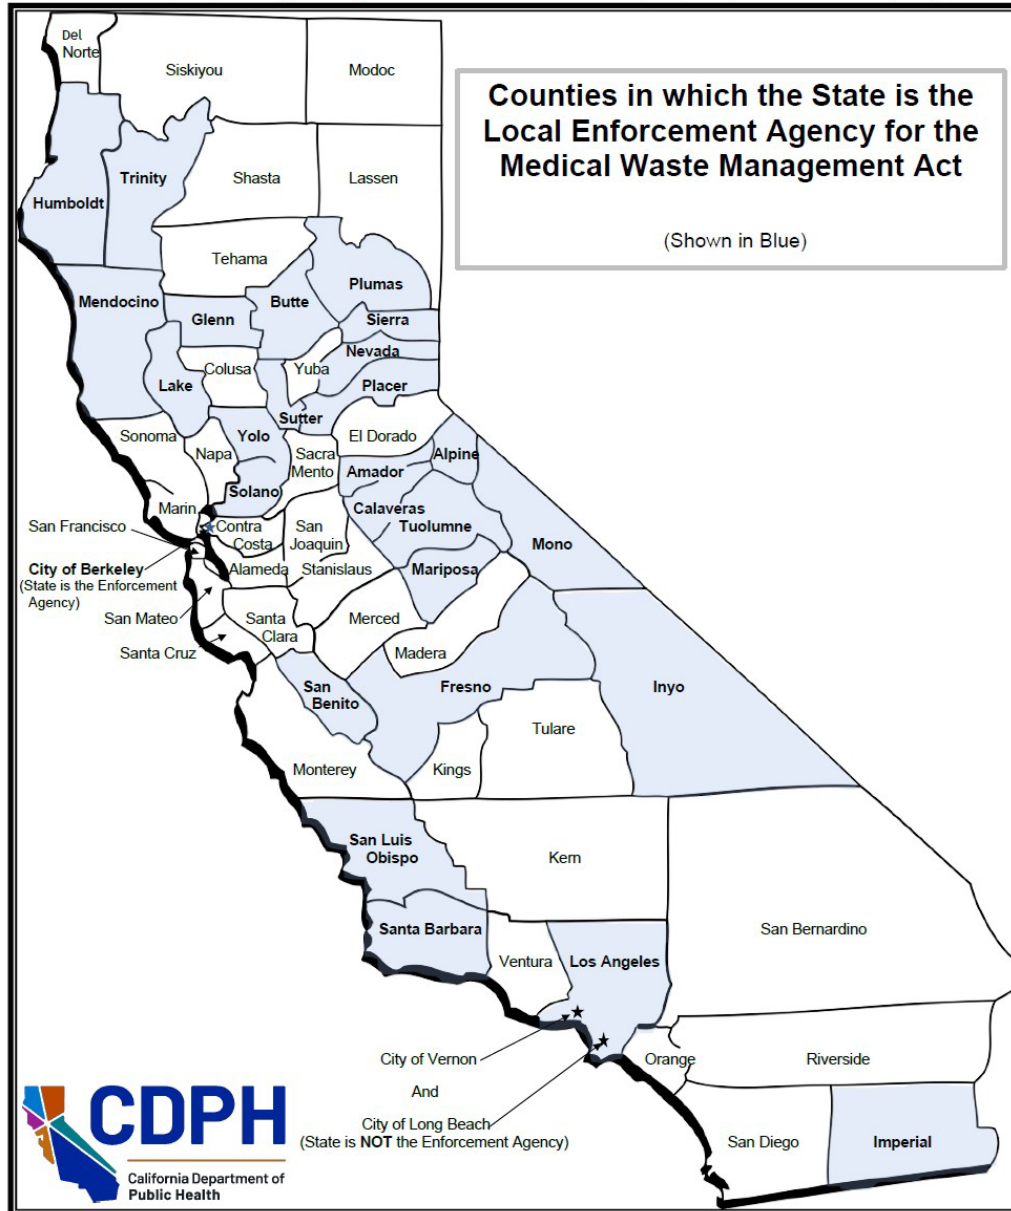 Del
Norte
Siskiyou
Modoc
Counties in which the State is the
Local Enforcement Agency for the
Medical Waste Management Act
(Shown in Blue)
Humboldt
Trinity
Shasta
Lassen
Tehama
Plumas
Mendocino
Glenn
Butte
Sierra
Nevada
Lake
Colusa
Yuba
Placer
Sutter
Sonoma
Napa
Yolo
Sacra
Mento
El Dorado
Alpine
Amador
Solano
Calaveras
Tuolumne
Marin
San Francisco
Contra
Costa
San
Joaquin
Mono
City of Berkeley
(State is the Enforcement
Agency)
Alameda
Stanislaus
Mariposa
San Mateo
Santa
Clara
Merced
Santa Cruz
Madera
San
Benito
Fresno
Inyo
Tulare
Monterey
Kings
San Luis
Obispo
Kern
Santa Barbara
Ventura
Los Angeles
San Bernardino
City of Vernon
And
City of Long Beach
(State is NOT the Enforcement Agency)
Orange
Riverside
San Diego
Imperial
CDPH
California Department of
Public Health